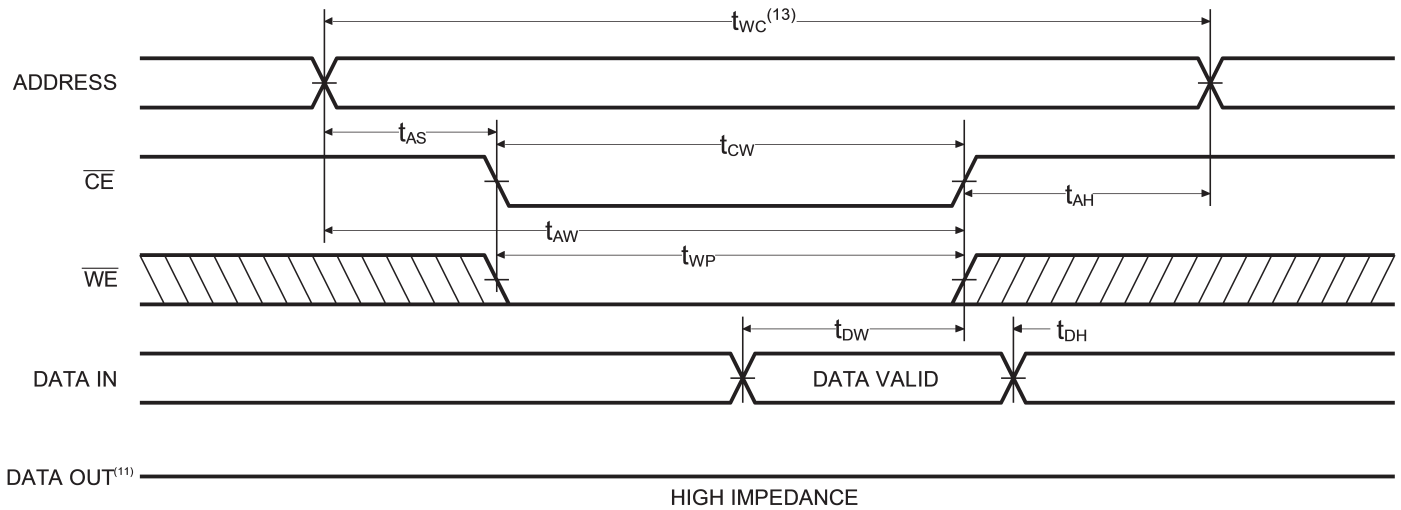 tWC(13)
ADDRESS
tAS
tCW
CE
tAH
tAW
tWP
WE
tDW
tDH
DATA IN
DATA VALID
DATA OUT(11)
HIGH IMPEDANCE